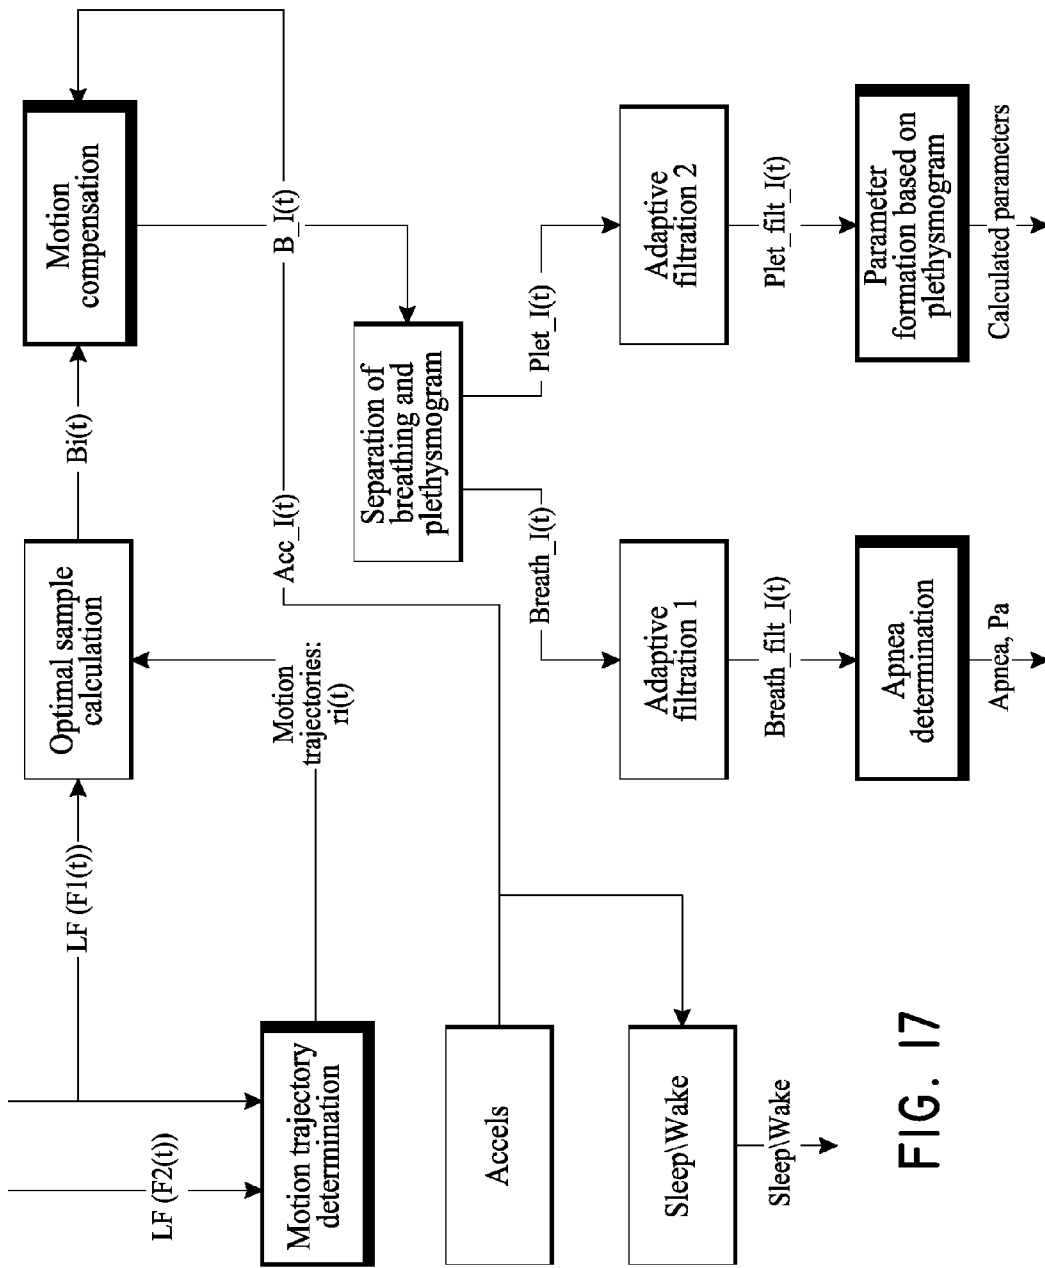 LF (F2(t))
LF (F1(t))
Motion trajectory
determination
Motion
trajectories:
ri(t)
Optimal sample
calculation
Bi(t)
Motion
compensation
Accels
Acc_I(t)
B_I(t)
Sleep\Wake
Sleep\Wake
Separation of
breathing and
plethysmogram
Breath_I(t)
Plet_I(t)
Adaptive
filtration 1
Adaptive
filtration 2
Breath_filt_I(t)
Plet_filt_I(t)
Apnea
determination
Parameter
formation based on
plethysmogram
Apnea, Pa
Calculated parameters
FIG. 17